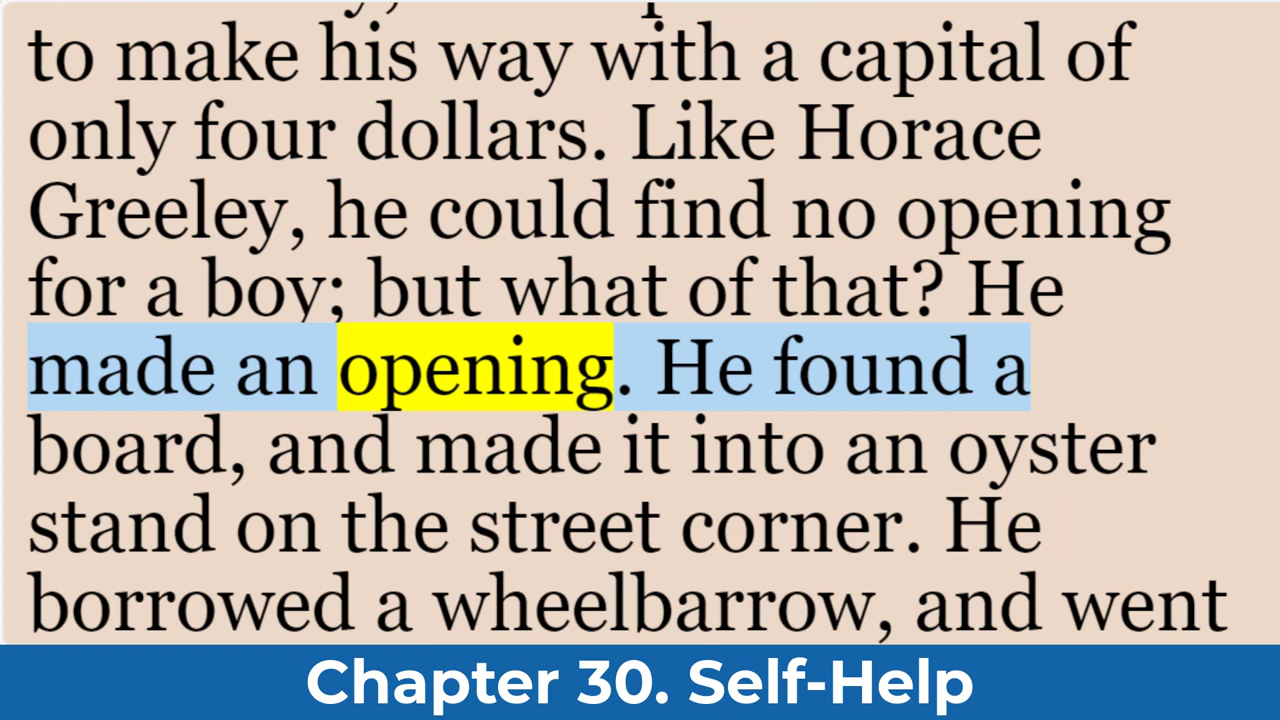 to make his way with a capital of
only four dollars. Like Horace
Greeley, he could find no opening
for a boy; but what of that? He
made an opening. He found a
board, and made it into an oyster
stand on the street corner. He
borrowed a wheelbarrow, and went
Chapter 30. Self-Help